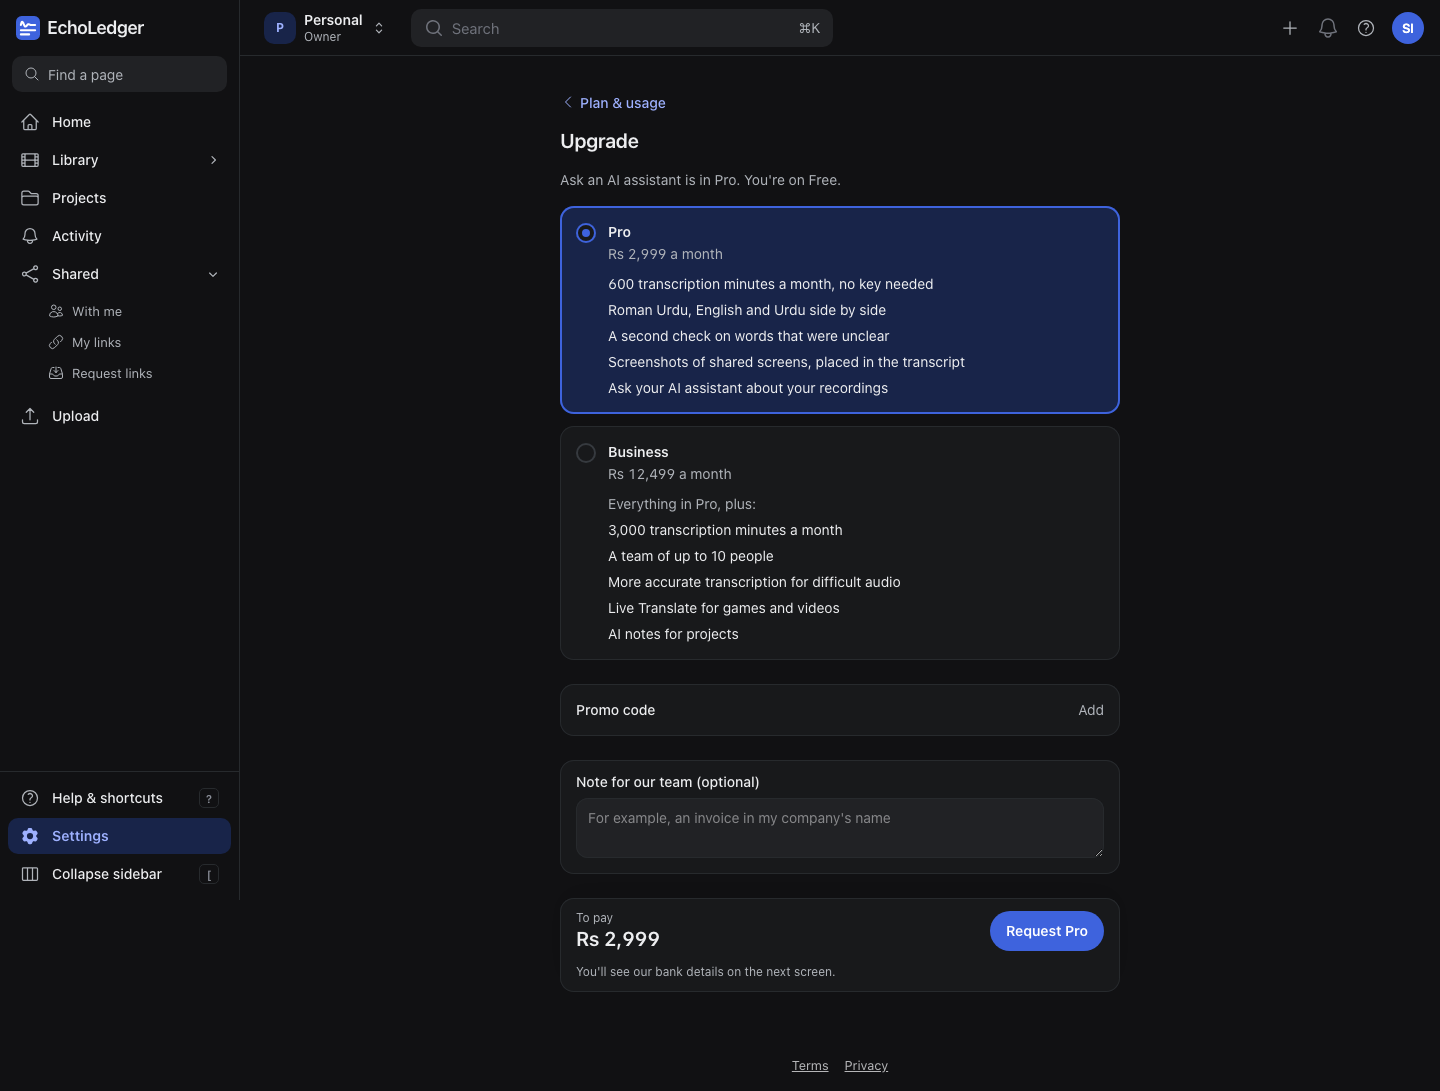 EchoLedger
Find a page
Home
Library
Projects
Activity
Shared
With me
My links
Request links
Upload
Help & shortcuts ?
Settings
Collapse sidebar [
P
Personal
Owner
Search ⌘K
SI
Plan & usage
Upgrade
Ask an AI assistant is in Pro. You're on Free.
Pro
Rs 2,999 a month
600 transcription minutes a month, no key needed
Roman Urdu, English and Urdu side by side
A second check on words that were unclear
Screenshots of shared screens, placed in the transcript
Ask your AI assistant about your recordings
Business
Rs 12,499 a month
Everything in Pro, plus:
3,000 transcription minutes a month
A team of up to 10 people
More accurate transcription for difficult audio
Live Translate for games and videos
AI notes for projects
Promo code Add
Note for our team (optional)
For example, an invoice in my company's name
To pay
Rs 2,999
Request Pro
You'll see our bank details on the next screen.
Terms Privacy